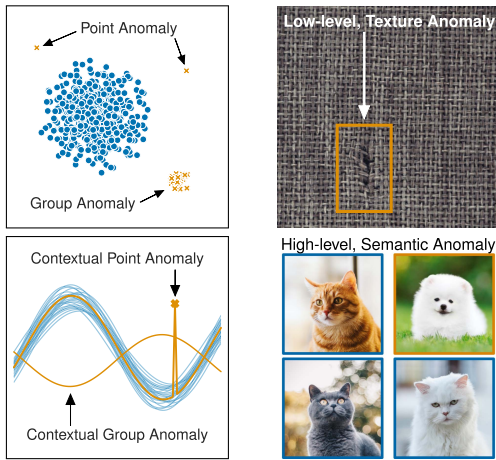 Point Anomaly
Group Anomaly
Low-level, Texture Anomaly
Contextual Point Anomaly
Contextual Group Anomaly
High-level, Semantic Anomaly